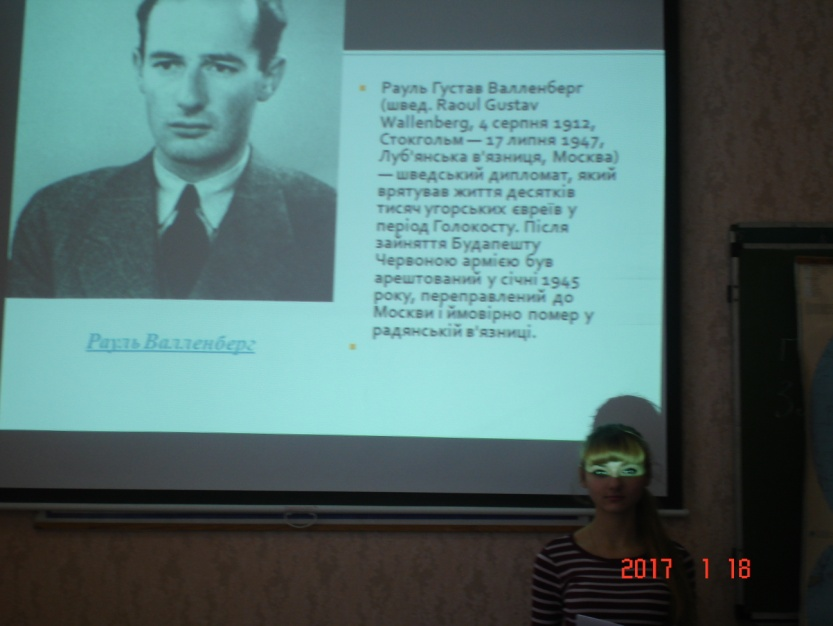 Рауль Густав Валленберг
(швед. Raoul Gustav
Wallenberg, 4 серпня 1912,
Стокгольм — 17 липня 1947,
Луб'янська в'язниця, Москва)
— шведський дипломат, який
врятував життя десятків
тисяч угорських євреїв у
період Голокосту. Після
зайняття Будапешту
Червоною армією був
арештований у січні 1945
року, переправлений до
Москви і ймовірно помер у
радянській в'язниці.
Рауль Валленберг
2017 1 18